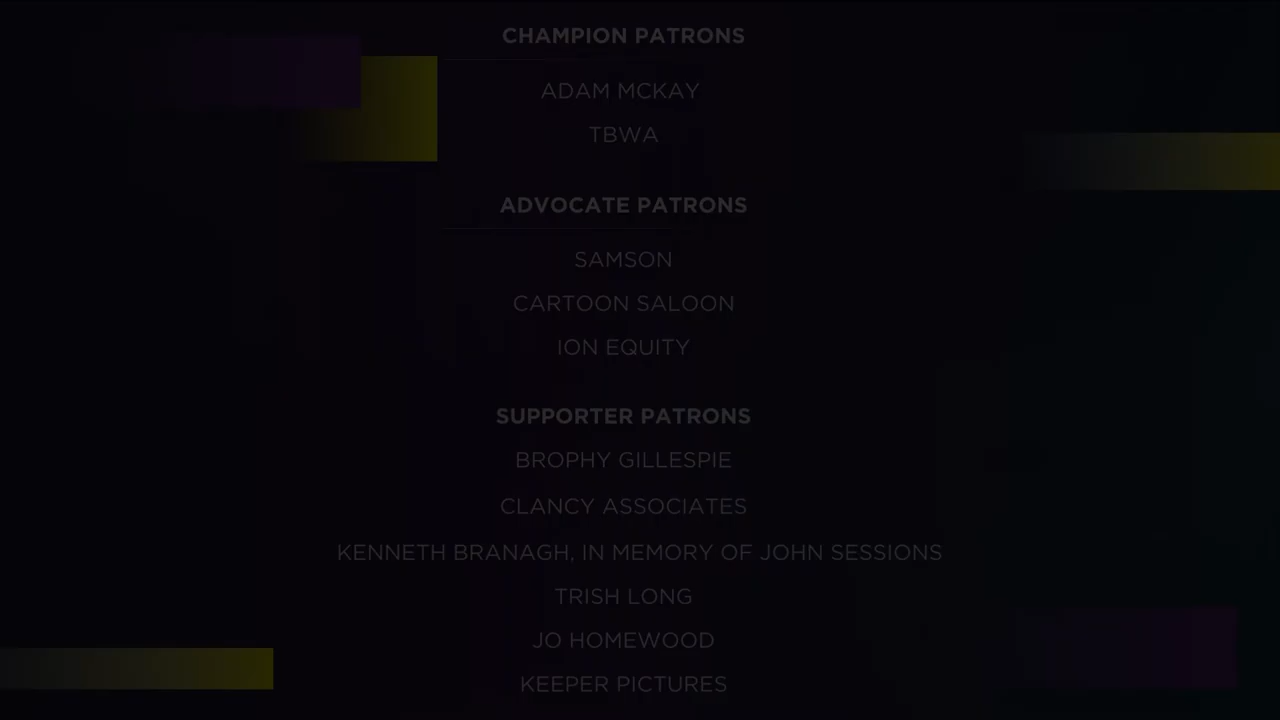 CHAMPION PATRONS
ADAM MCKAY
TBWA
ADVOCATE PATRONS
SAMSON
CARTOON SALOON
ION EQUITY
SUPPORTER PATRONS
BROPHY GILLESPIE
CLANCY ASSOCIATES
KENNETH BRANAGH, IN MEMORY OF JOHN SESSIONS
TRISH LONG
JO HOMEWOOD
KEEPER PICTURES